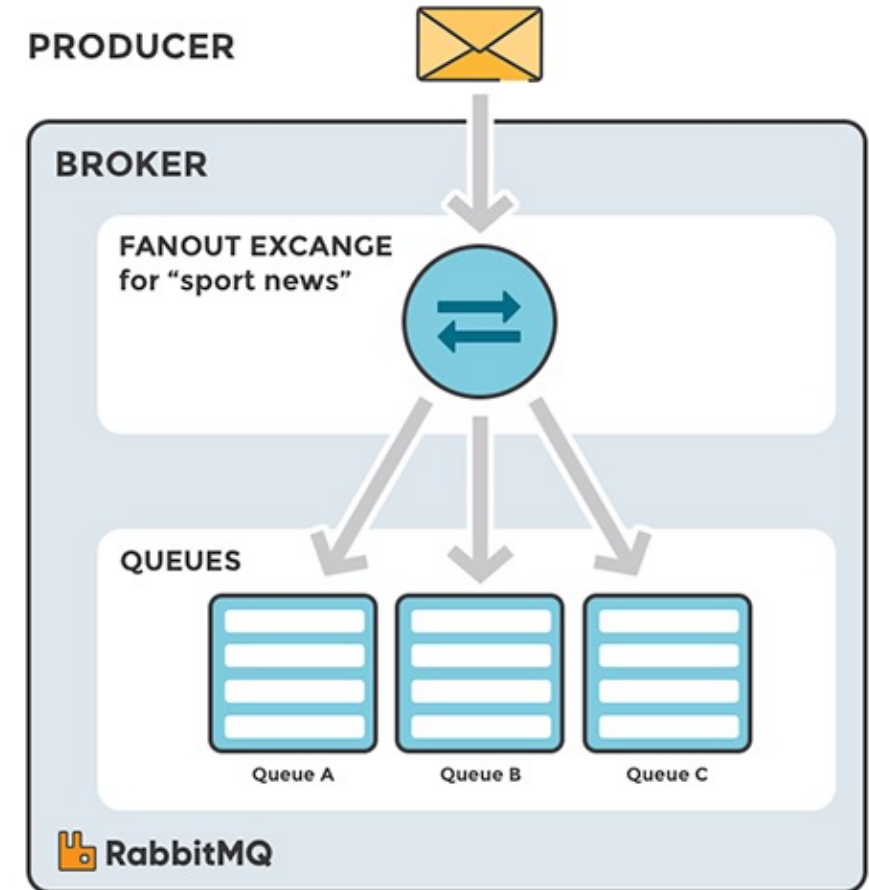 PRODUCER
BROKER
FANOUT EXCANGE
for “sport news”
QUEUES
Queue A
Queue B
Queue C
RabbitMQ